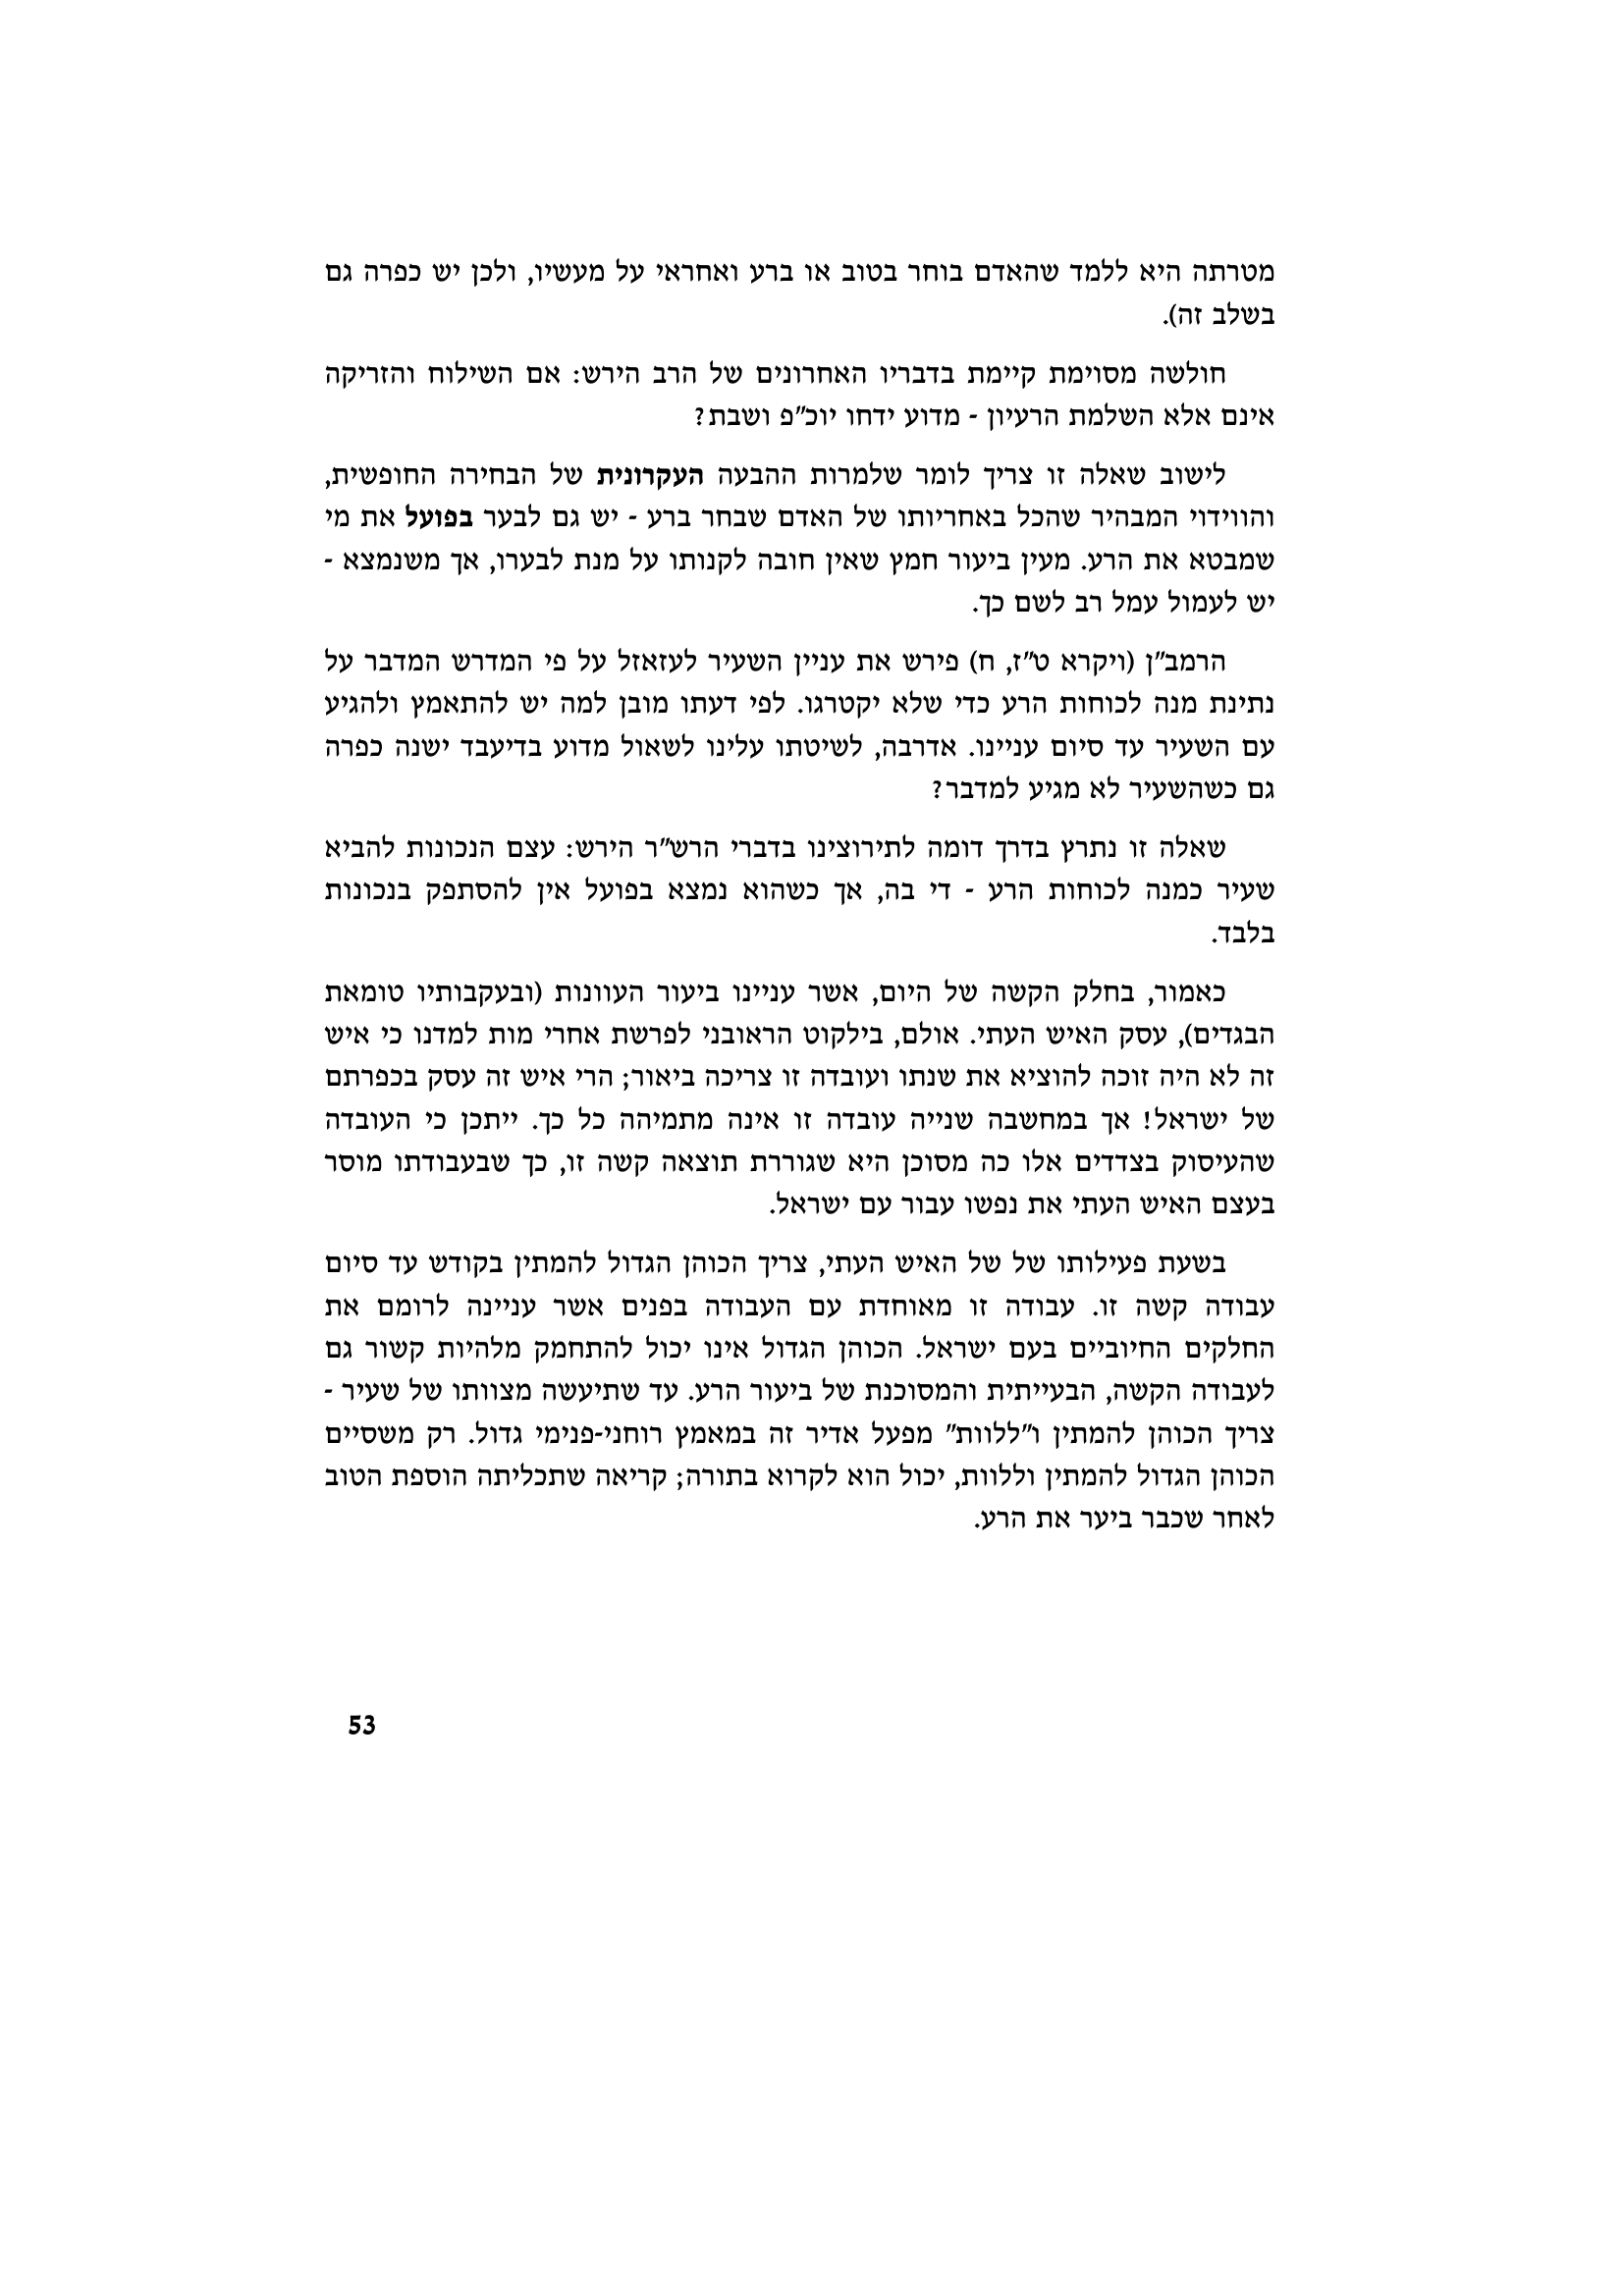 מטרתה היא ללמד שהאדם בוחר בטוב או ברע ואחראי על מעשיו, ולכן יש כפרה גם
בשלב זה).
חולשה מסוימת קיימת בדבריו האחרונים של הרב הירש: אם השילוח והזריקה
אינם אלא השלמת הרעיון - מדוע ידחו יוכ"פ ושבת?
לישוב שאלה זו צריך לומר שלמרות ההבעה העקרונית של הבחירה החופשית,
והווידוי המבהיר שהכל באחריותו של האדם שבחר ברע - יש גם לבער בפועל את מי
שמבטא את הרע. מעין ביעור חמץ שאין חובה לקנותו על מנת לבערו, אך משנמצא -
יש לעמול עמל רב לשם כך.
הרמב"ן (ויקרא ט"ז, ח) פירש את עניין השעיר לעזאזל על פי המדרש המדבר על
נתינת מנה לכוחות הרע כדי שלא יקטרגו. לפי דעתו מובן למה יש להתאמץ ולהגיע
עם השעיר עד סיום עניינו. אדרבה, לשיטתו עלינו לשאול מדוע בדיעבד ישנה כפרה
גם כשהשעיר לא מגיע למדבר?
שאלה זו נתרץ בדרך דומה לתירוצינו בדברי הרש"ר הירש: עצם הנכונות להביא
שעיר כמנה לכוחות הרע - די בה, אך כשהוא נמצא בפועל אין להסתפק בנכונות
בלבד.
כאמור, בחלק הקשה של היום, אשר עניינו ביעור העוונות (ובעקבותיו טומאת
הבגדים), עסק האיש העתי. אולם, בילקוט הראובני לפרשת אחרי מות למדנו כי איש
זה לא היה זוכה להוציא את שנתו ועובדה זו צריכה ביאור; הרי איש זה עסק בכפרתם
של ישראל! אך במחשבה שנייה עובדה זו אינה מתמיהה כל כך. ייתכן כי העובדה
שהעיסוק בצדדים אלו כה מסוכן היא שגוררת תוצאה קשה זו, כך שבעבודתו מוסר
בעצם האיש העתי את נפשו עבור עם ישראל.
בשעת פעילותו של של האיש העתי, צריך הכוהן הגדול להמתין בקודש עד סיום
עבודה קשה זו. עבודה זו מאוחדת עם העבודה בפנים אשר עניינה לרומם את
החלקים החיוביים בעם ישראל. הכוהן הגדול אינו יכול להתחמק מלהיות קשור גם
לעבודה הקשה, הבעייתית והמסוכנת של ביעור הרע. עד שתיעשה מצוותו של שעיר -
צריך הכוהן להמתין ו"ללוות" מפעל אדיר זה במאמץ רוחני-פנימי גדול. רק משסיים
הכוהן הגדול להמתין וללוות, יכול הוא לקרוא בתורה; קריאה שתכליתה הוספת הטוב
לאחר שכבר ביער את הרע.
53